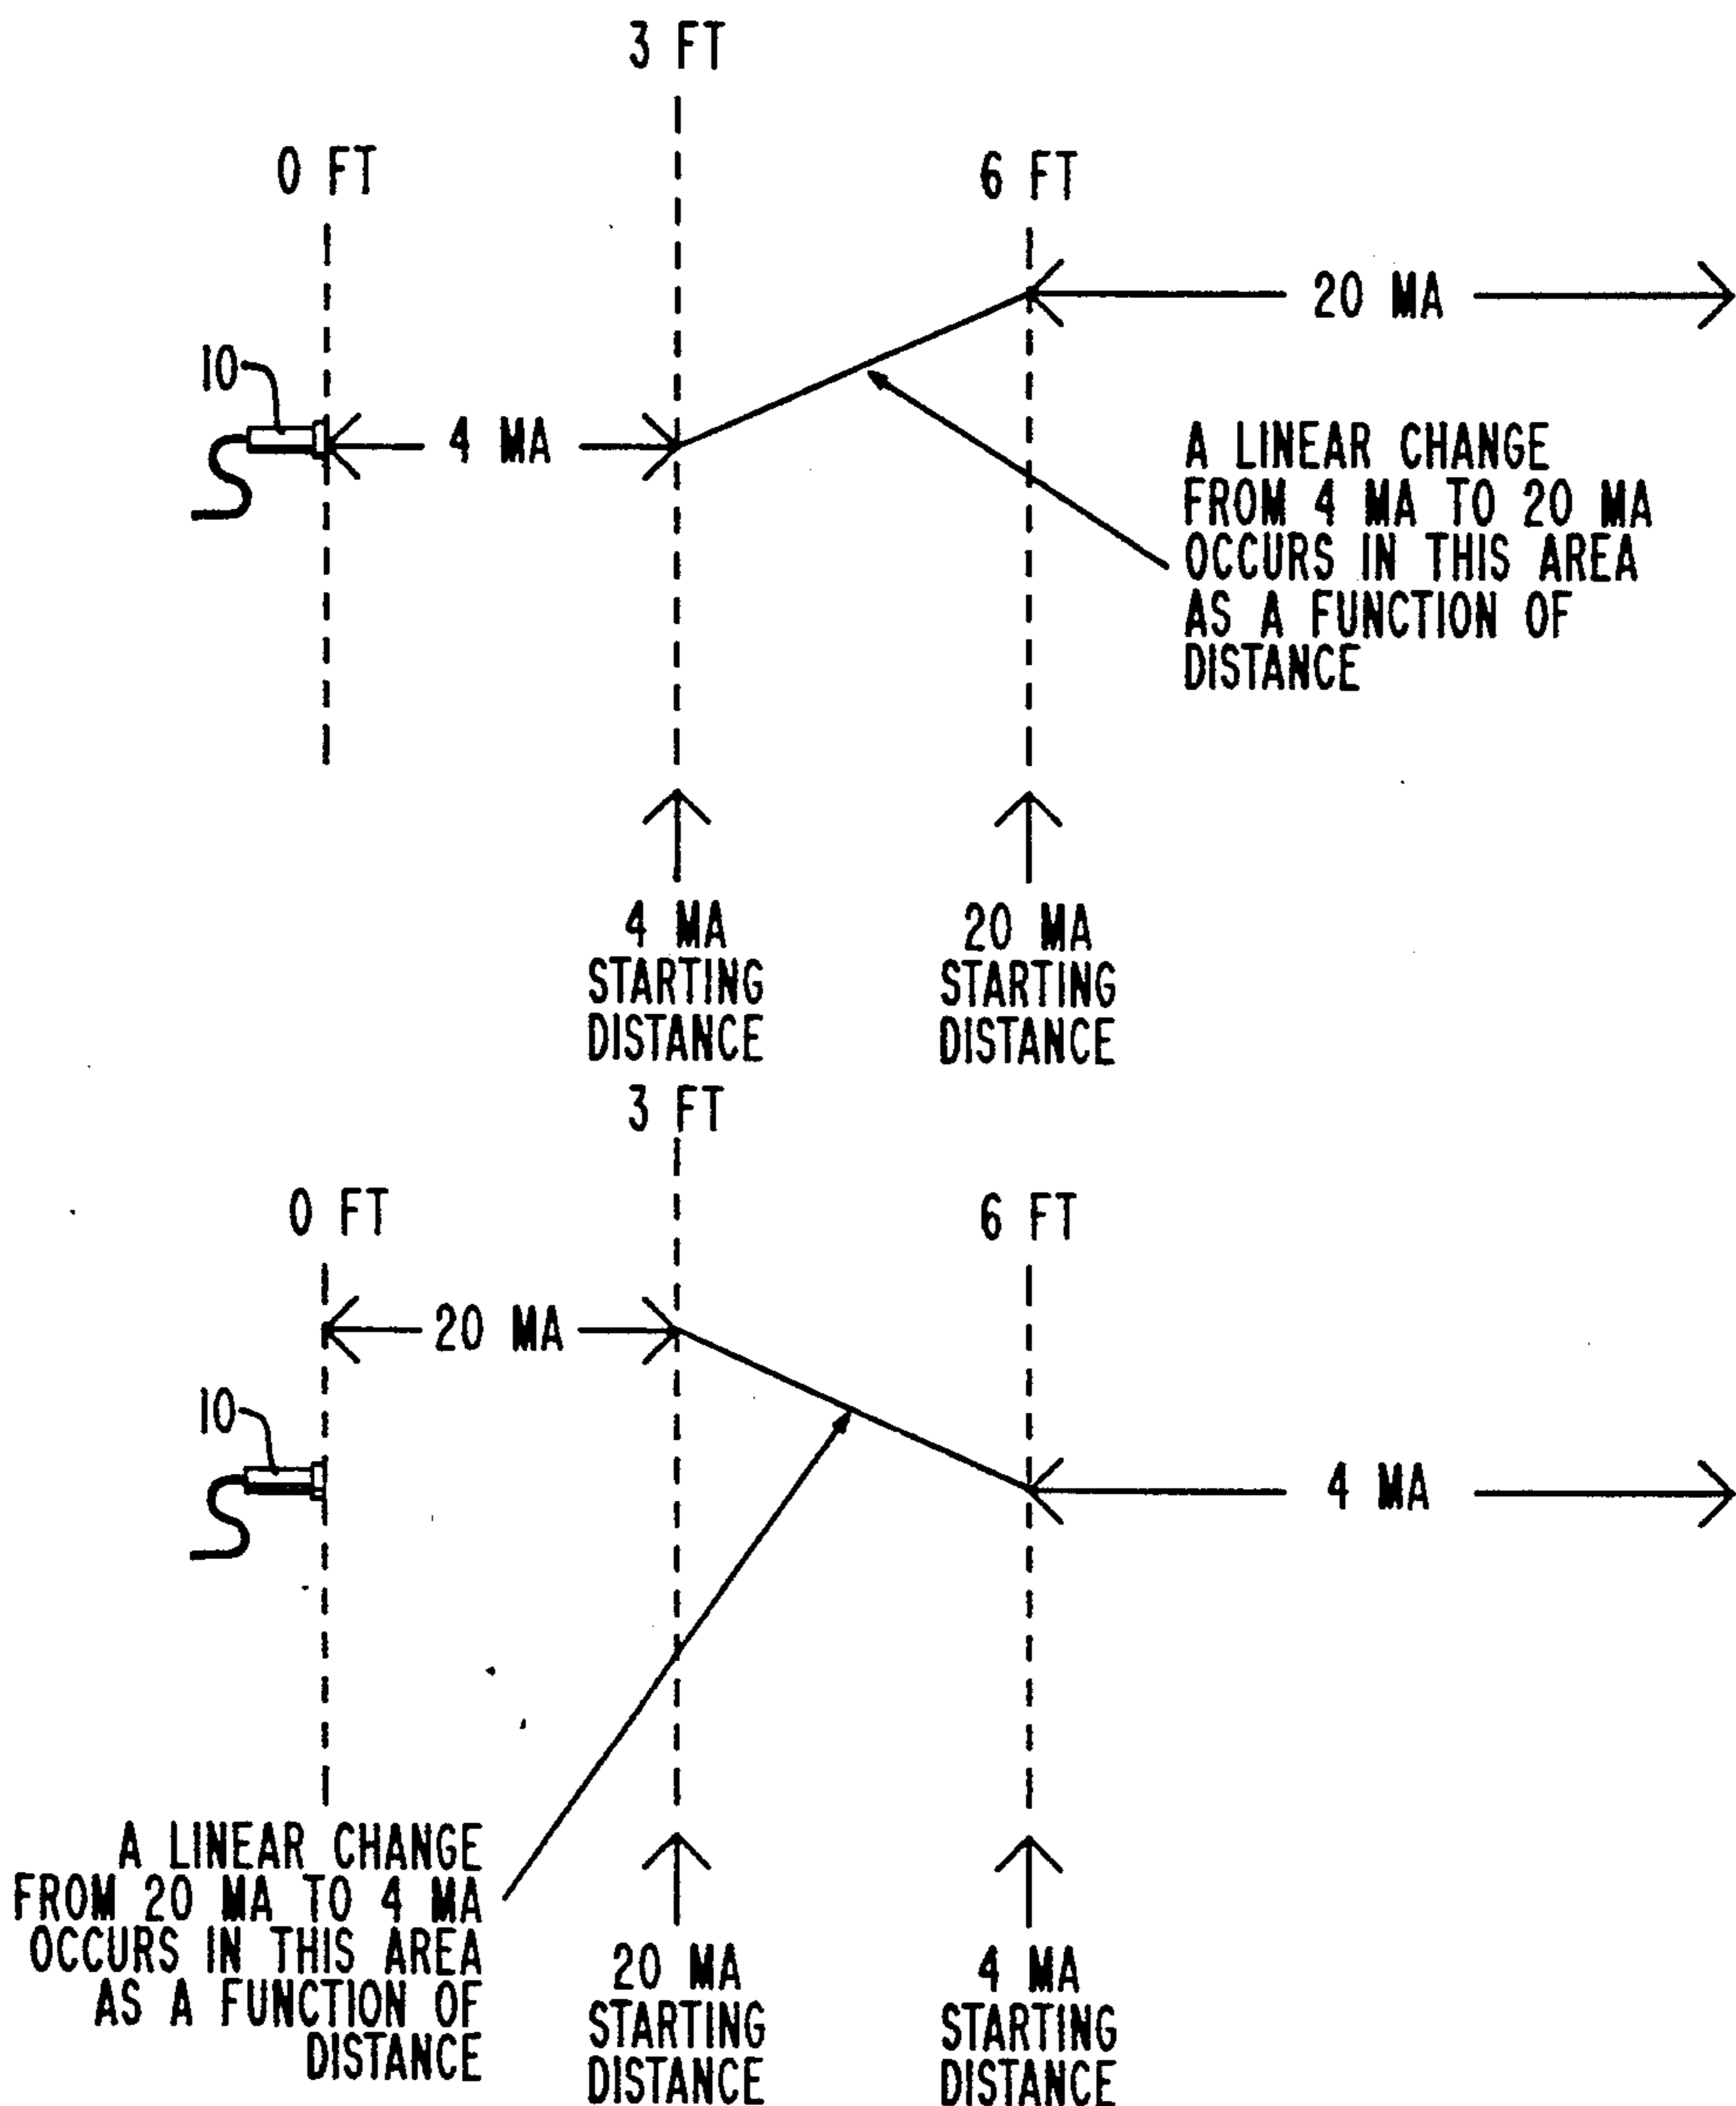 3 FT
0 FT
6 FT
20 MA
10
4 MA
A LINEAR CHANGE
FROM 4 MA TO 20 MA
OCCURS IN THIS AREA
AS A FUNCTION OF
DISTANCE
4 MA
STARTING
DISTANCE
20 MA
STARTING
DISTANCE
3 FT
0 FT
6 FT
20 MA
10
4 MA
A LINEAR CHANGE
FROM 20 MA TO 4 MA
OCCURS IN THIS AREA
AS A FUNCTION OF
DISTANCE
20 MA
STARTING
DISTANCE
4 MA
STARTING
DISTANCE